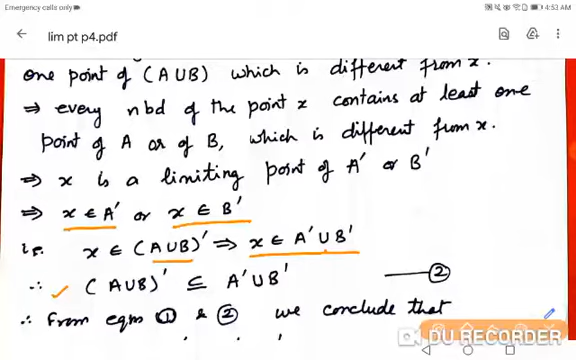 Emergency calls only
4:53 AM
lim pt p4.pdf
one point of (A∪B) which is different from x.
⇒ every nbd of the point x contains at least one
point of A or of B, which is different from x.
⇒ x is a limiting point of A′ or B′
⇒ x ∈ A′ or x ∈ B′
i.e. x ∈ (A∪B)′ ⇒ x ∈ A′∪B′
∴ (A∪B)′ ⊆ A′∪B′ —②
∴ From eqns ① & ② we conclude that
DU RECORDER